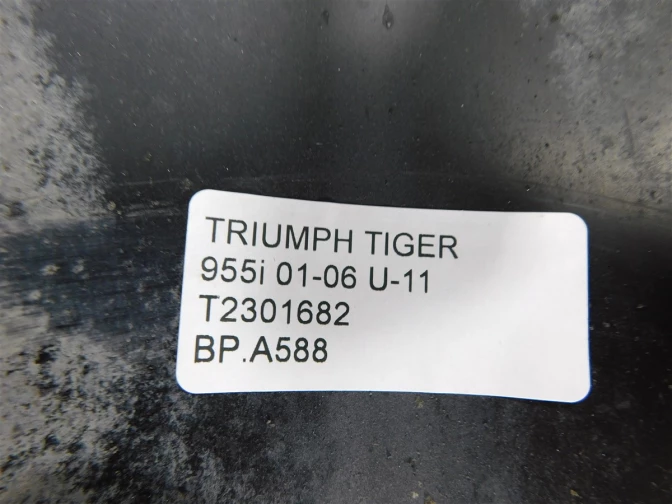 TRIUMPH TIGER
955i 01-06 U-11
T2301682
BP.A588